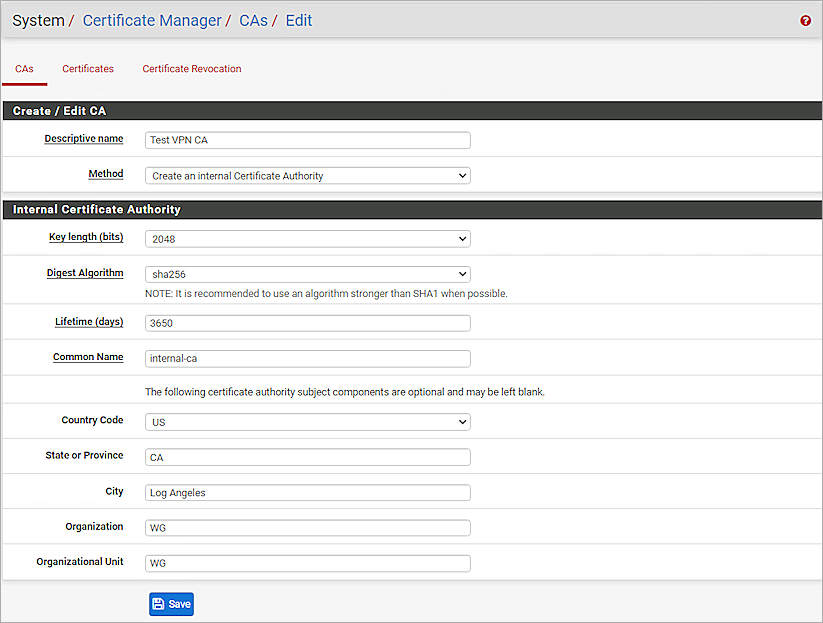 System / Certificate Manager / CAs / Edit
?
CAs Certificates Certificate Revocation
Create / Edit CA
Descriptive name Test VPN CA
Method Create an internal Certificate Authority
Internal Certificate Authority
Key length (bits) 2048
Digest Algorithm sha256
NOTE: It is recommended to use an algorithm stronger than SHA1 when possible.
Lifetime (days) 3650
Common Name internal-ca
The following certificate authority subject components are optional and may be left blank.
Country Code US
State or Province CA
City Log Angeles
Organization WG
Organizational Unit WG
Save